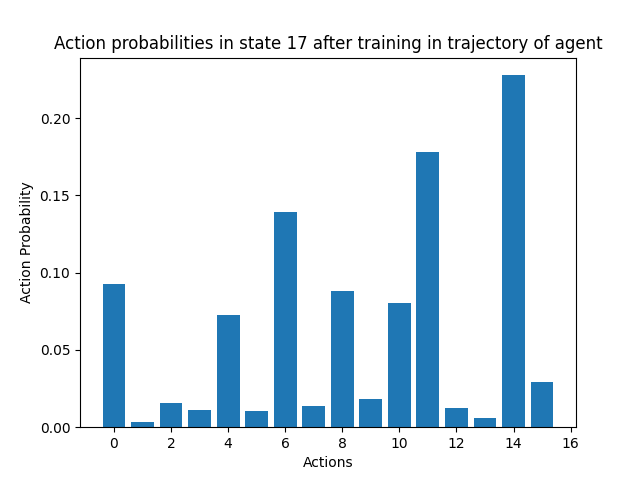 Action probabilities in state 17 after training in trajectory of agent
Action Probability
0.20
0.15
0.10
0.05
0.00
0 2 4 6 8 10 12 14 16
Actions